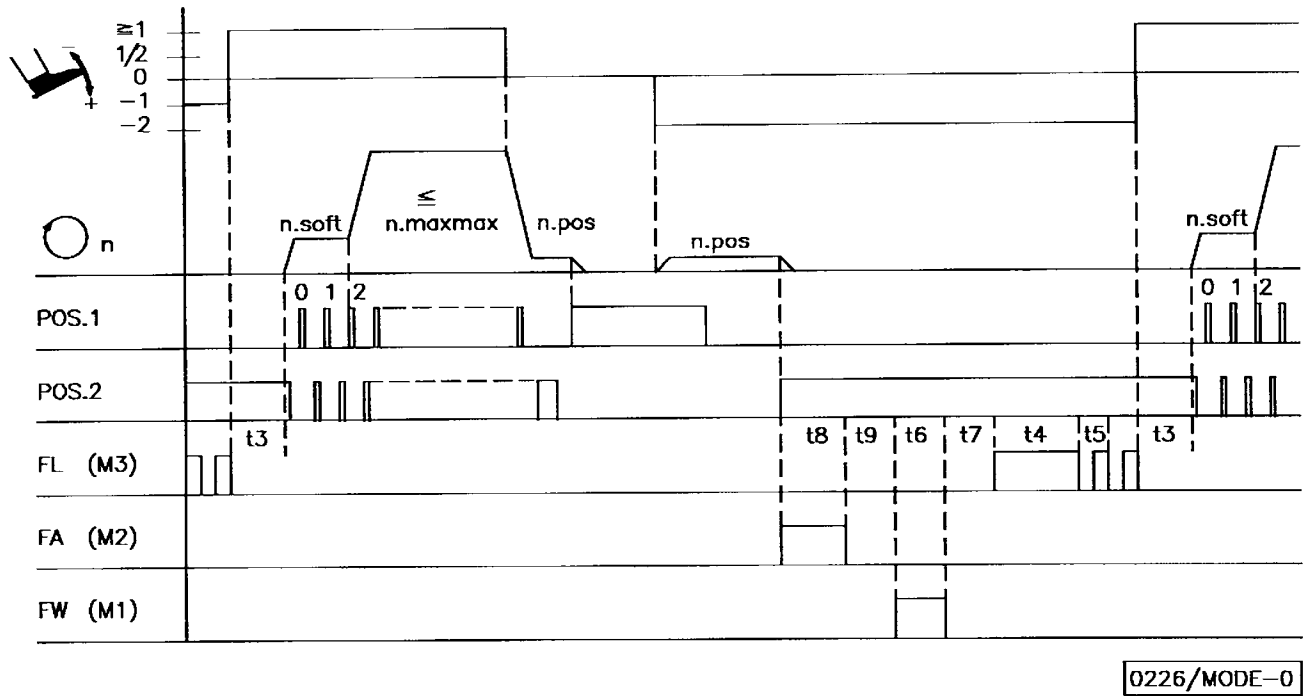 ≧1
1/2
0
−
+
−1
−2
n
n.soft
≦
n.maxmax
n.pos
n.pos
n.soft
POS.1
0 1 2
0 1 2
POS.2
t3
t8
t9
t6
t7
t4
t5
t3
FL (M3)
FA (M2)
FW (M1)
0226/MODE−0